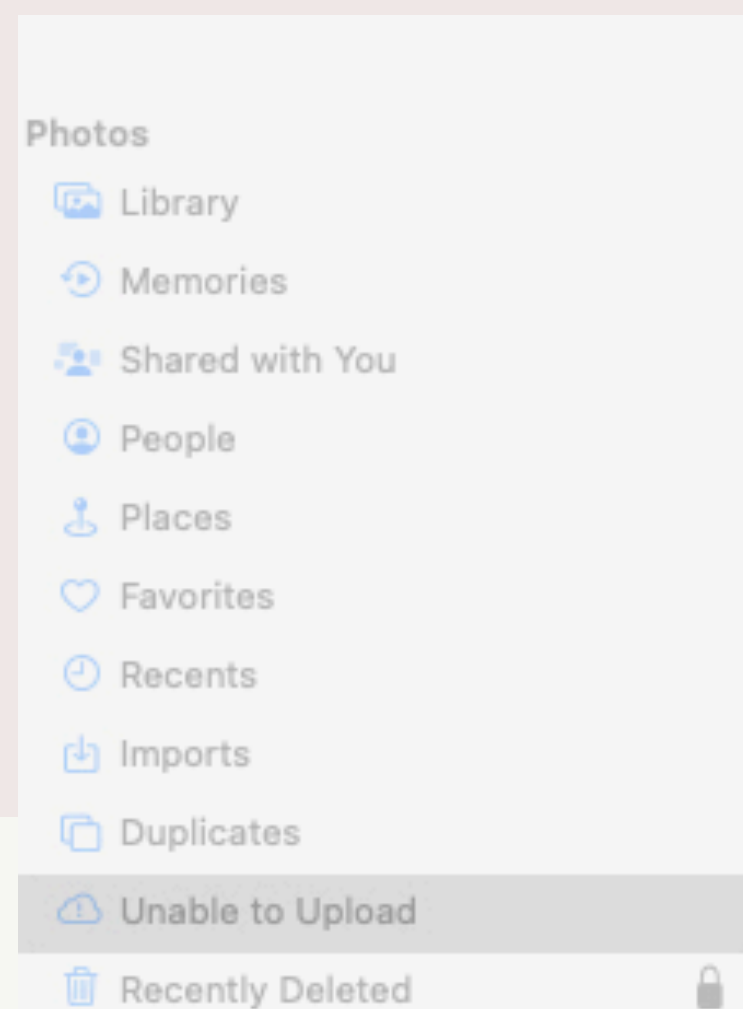 Photos
Library
Memories
Shared with You
People
Places
Favorites
Recents
Imports
Duplicates
Unable to Upload
Recently Deleted